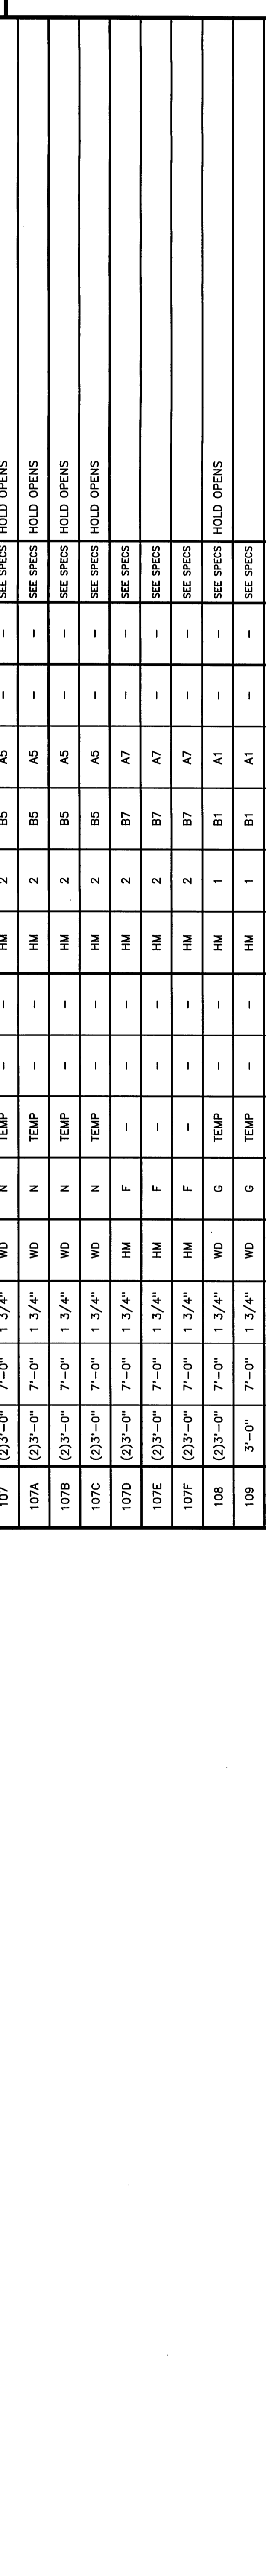 107 (2)3'-0" 7'-0" 1 3/4" WD N TEMP - - HM 2 B5 A5 - - SEE SPECS HOLD OPENS
107A (2)3'-0" 7'-0" 1 3/4" WD N TEMP - - HM 2 B5 A5 - - SEE SPECS HOLD OPENS
107B (2)3'-0" 7'-0" 1 3/4" WD N TEMP - - HM 2 B5 A5 - - SEE SPECS HOLD OPENS
107C (2)3'-0" 7'-0" 1 3/4" WD N TEMP - - HM 2 B5 A5 - - SEE SPECS HOLD OPENS
107D (2)3'-0" 7'-0" 1 3/4" HM F - - - HM 2 B7 A7 - - SEE SPECS
107E (2)3'-0" 7'-0" 1 3/4" HM F - - - HM 2 B7 A7 - - SEE SPECS
107F (2)3'-0" 7'-0" 1 3/4" HM F - - - HM 2 B7 A7 - - SEE SPECS
108 (2)3'-0" 7'-0" 1 3/4" WD G TEMP - - HM 1 B1 A1 - - SEE SPECS HOLD OPENS
109 3'-0" 7'-0" 1 3/4" WD G TEMP - - HM 1 B1 A1 - - SEE SPECS